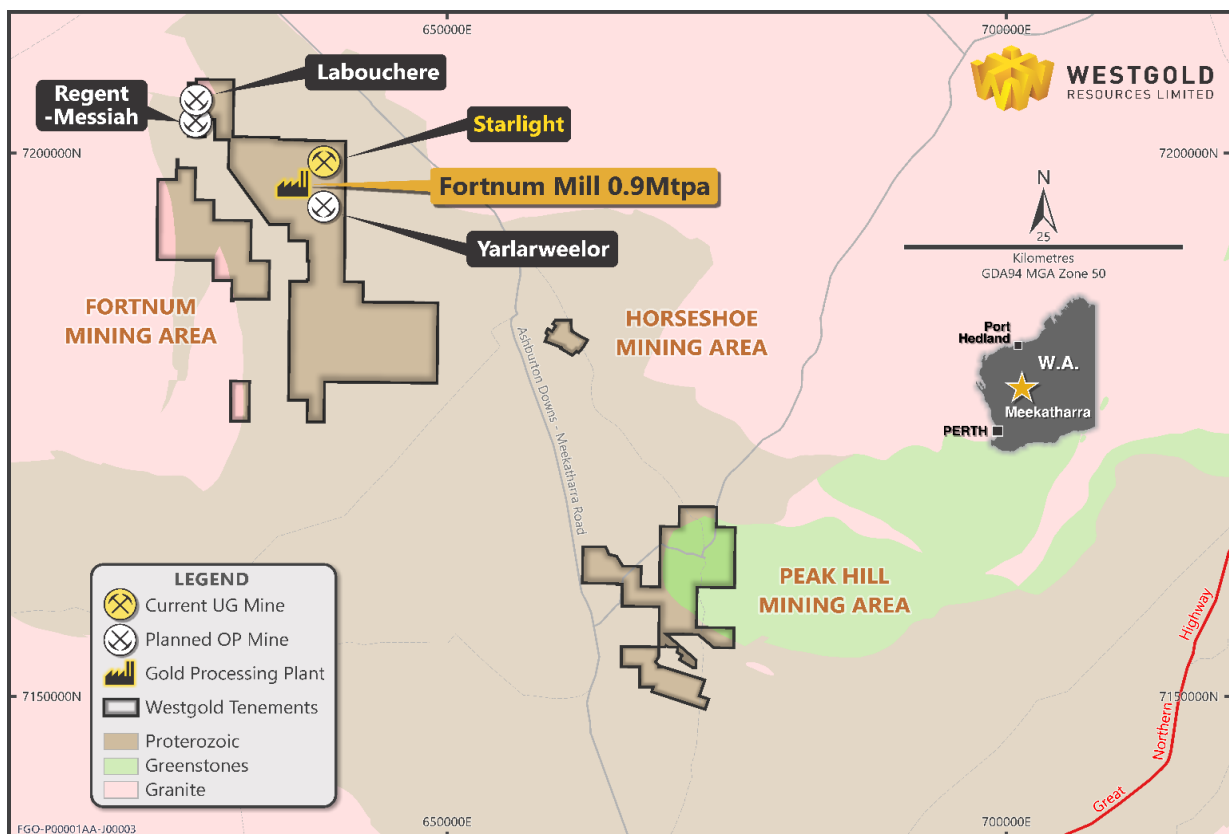 650000E
700000E
WESTGOLD
RESOURCES LIMITED
Labouchere
Regent
-Messiah
Starlight
7200000N
7200000N
Fortnum Mill 0.9Mtpa
N
25
Kilometres
GDA94 MGA Zone 50
Yarlarweelor
FORTNUM
MINING AREA
HORSESHOE
MINING AREA
Ashburton Downs - Meekatharra Road
Port
Hedland
W.A.
Meekatharra
PERTH
PEAK HILL
MINING AREA
LEGEND
Current UG Mine
Planned OP Mine
Gold Processing Plant
Westgold Tenements
Proterozoic
Greenstones
Granite
7150000N
7150000N
Great Northern Highway
FGO-P00001AA-J00003
650000E
700000E